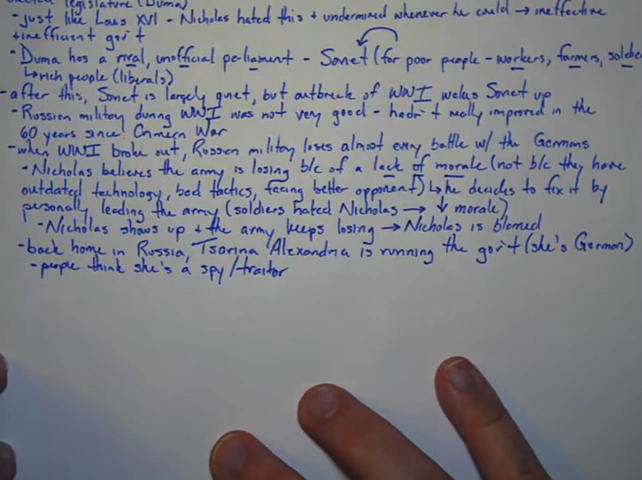 legislature (Duma)
- just like Louis XVI - Nicholas hated this + undermined whenever he could → ineffective
+ inefficient gov't
- Duma has a rival, unofficial parliament - Soviet (for poor people - workers, farmers, soldie
↳ rich people (liberals)
- after this, Soviet is largely quiet, but outbreak of WWI wakes Soviet up
- Russian military during WWI was not very good - hadn't really improved in the
60 years since Crimean War
- when WWI broke out, Russian military loses almost every battle w/ the Germans
- Nicholas believes the army is losing b/c of a lack of morale (not b/c they have
outdated technology, bad tactics, facing better opponent) ↳ he decides to fix it by
personally leading the army (soldiers hated Nicholas → ↓ morale)
- Nicholas shows up + the army keeps losing → Nicholas is blamed
- back home in Russia, Tsarina Alexandria is running the gov't (she's German)
- people think she's a spy/traitor